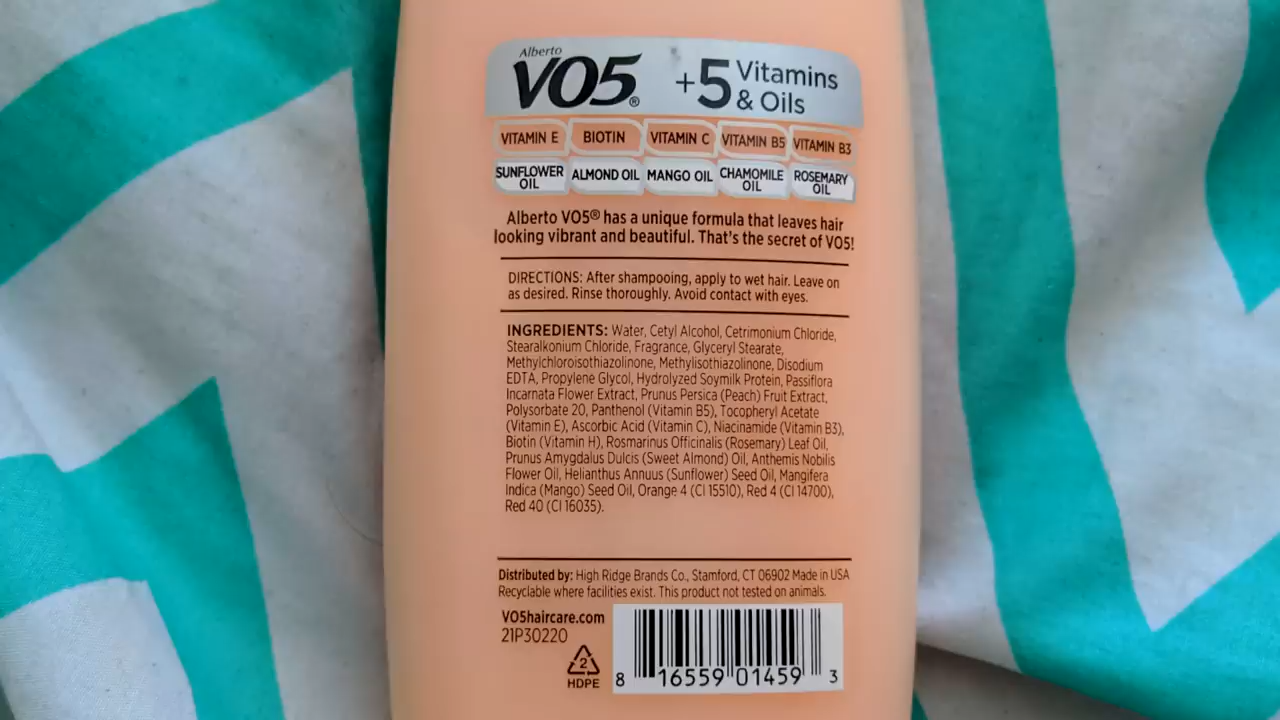 Alberto
VO5®
+5 Vitamins
& Oils
VITAMIN E BIOTIN VITAMIN C VITAMIN B5 VITAMIN B3
SUNFLOWER OIL ALMOND OIL MANGO OIL CHAMOMILE OIL ROSEMARY OIL
Alberto VO5® has a unique formula that leaves hair
looking vibrant and beautiful. That's the secret of VO5!
DIRECTIONS: After shampooing, apply to wet hair. Leave on
as desired. Rinse thoroughly. Avoid contact with eyes.
INGREDIENTS: Water, Cetyl Alcohol, Cetrimonium Chloride,
Stearalkonium Chloride, Fragrance, Glyceryl Stearate,
Methylchloroisothiazolinone, Methylisothiazolinone, Disodium
EDTA, Propylene Glycol, Hydrolyzed Soymilk Protein, Passiflora
Incarnata Flower Extract, Prunus Persica (Peach) Fruit Extract,
Polysorbate 20, Panthenol (Vitamin B5), Tocopheryl Acetate
(Vitamin E), Ascorbic Acid (Vitamin C), Niacinamide (Vitamin B3),
Biotin (Vitamin H), Rosmarinus Officinalis (Rosemary) Leaf Oil,
Prunus Amygdalus Dulcis (Sweet Almond) Oil, Anthemis Nobilis
Flower Oil, Helianthus Annuus (Sunflower) Seed Oil, Mangifera
Indica (Mango) Seed Oil, Orange 4 (CI 15510), Red 4 (CI 14700),
Red 40 (CI 16035).
Distributed by: High Ridge Brands Co., Stamford, CT 06902 Made in USA
Recyclable where facilities exist. This product not tested on animals.
VO5haircare.com
21P30220
2
HDPE
8 16559 01459 3